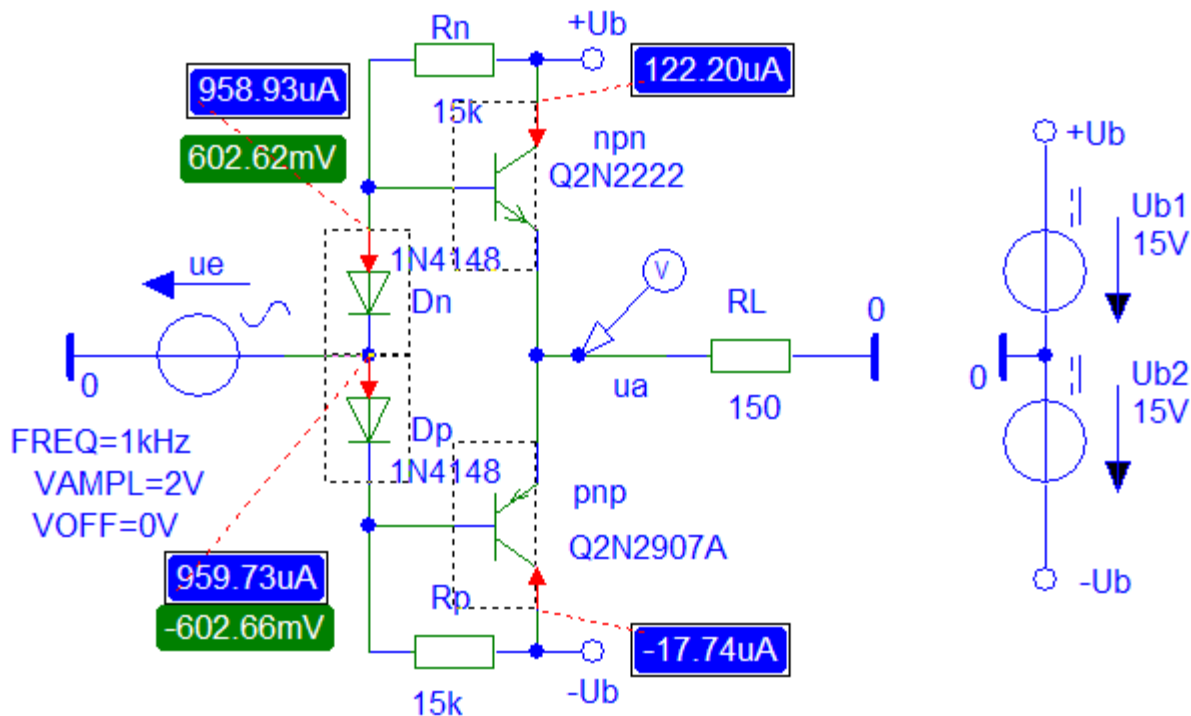 Rn
+Ub
958.93uA
122.20uA
15k
npn
602.62mV
Q2N2222
+Ub
Ub1
15V
ue
1N4148
Dn
V
RL
0
0
ua
150
0
Ub2
15V
FREQ=1kHz
VAMPL=2V
VOFF=0V
Dp
1N4148
pnp
Q2N2907A
959.73uA
-602.66mV
Rp
-17.74uA
-Ub
-Ub
15k